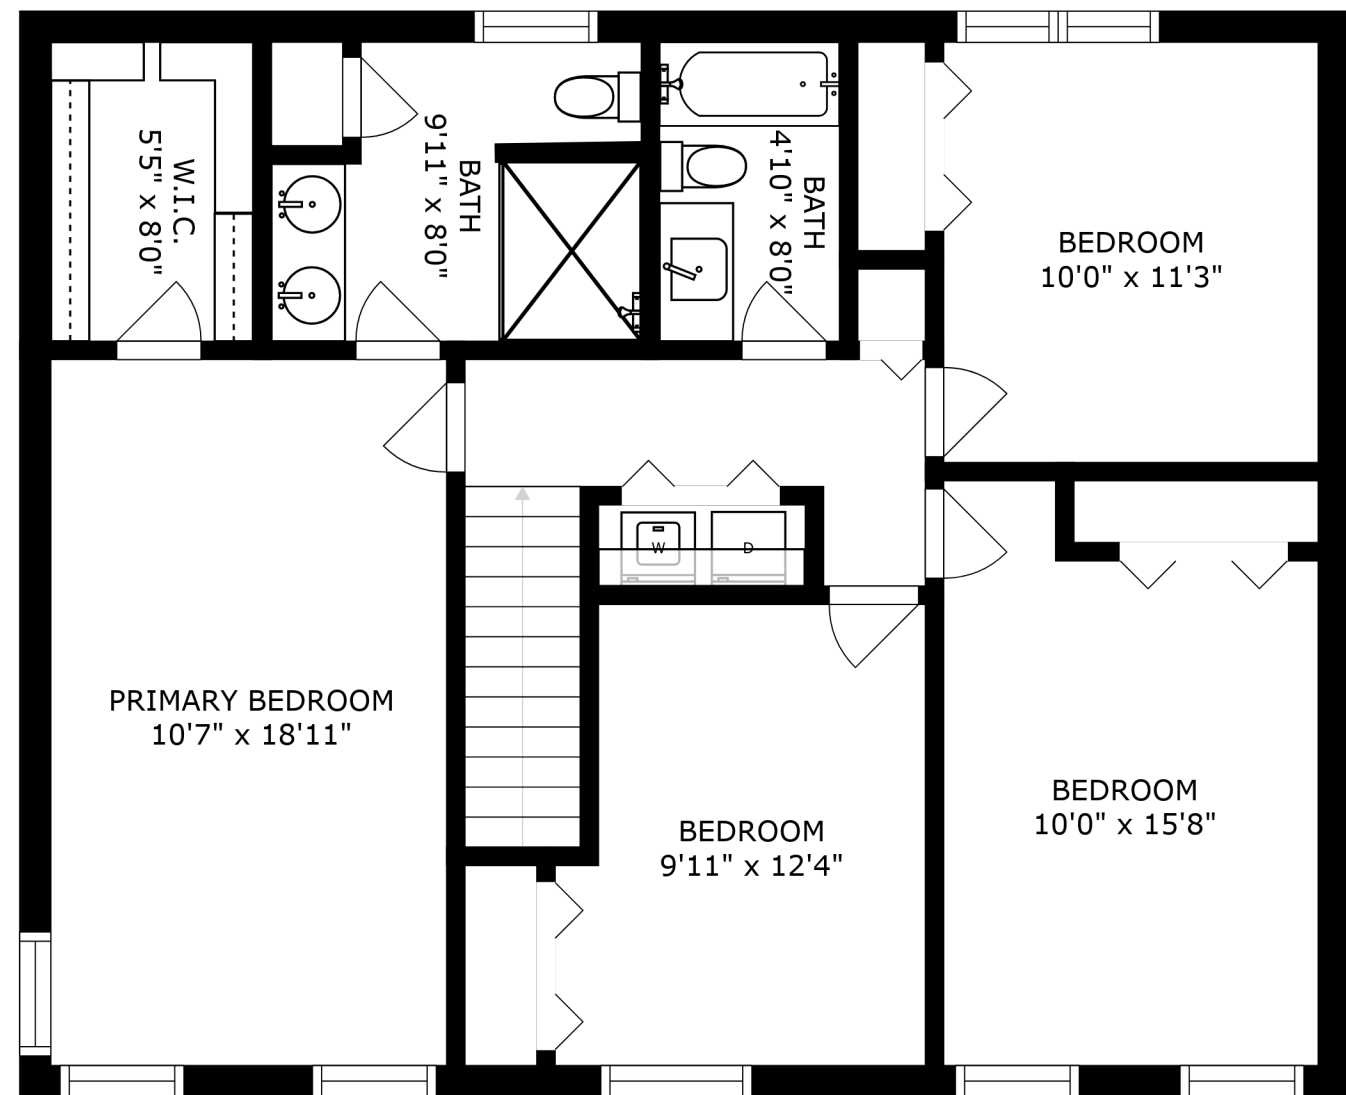 W.I.C.
5'5" x 8'0"
BATH
9'11" x 8'0"
BATH
4'10" x 8'0"
BEDROOM
10'0" x 11'3"
W
D
PRIMARY BEDROOM
10'7" x 18'11"
BEDROOM
9'11" x 12'4"
BEDROOM
10'0" x 15'8"